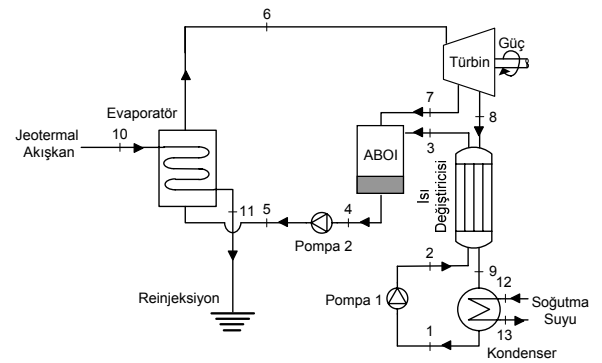 6
Güç
Türbin
Evaporatör
7
8
Jeotermal
Akışkan
10
3
ABOI
Isı
Değiştiricisi
11
5
4
Pompa 2
2
9
12
Reinjeksiyon
Pompa 1
Soğutma
Suyu
13
1
Kondenser